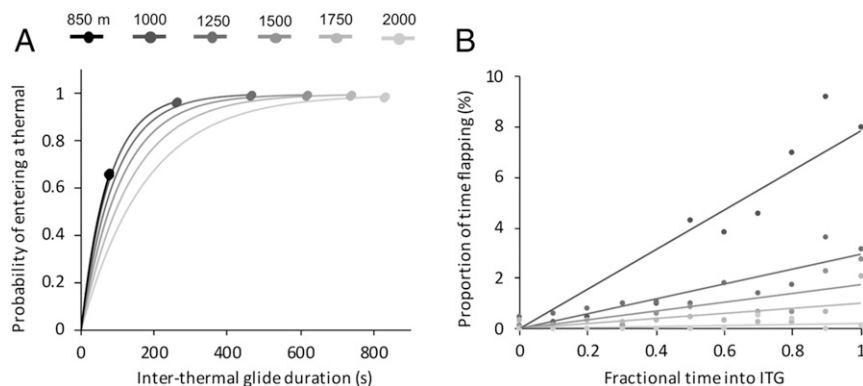 850 m 1000 1250 1500 1750 2000
A
B
Probability of entering a thermal
1
0.8
0.6
0.4
0.2
0
0 200 400 600 800
Inter-thermal glide duration (s)
Proportion of time flapping (%)
10
8
6
4
2
0
0 0.2 0.4 0.6 0.8 1
Fractional time into ITG